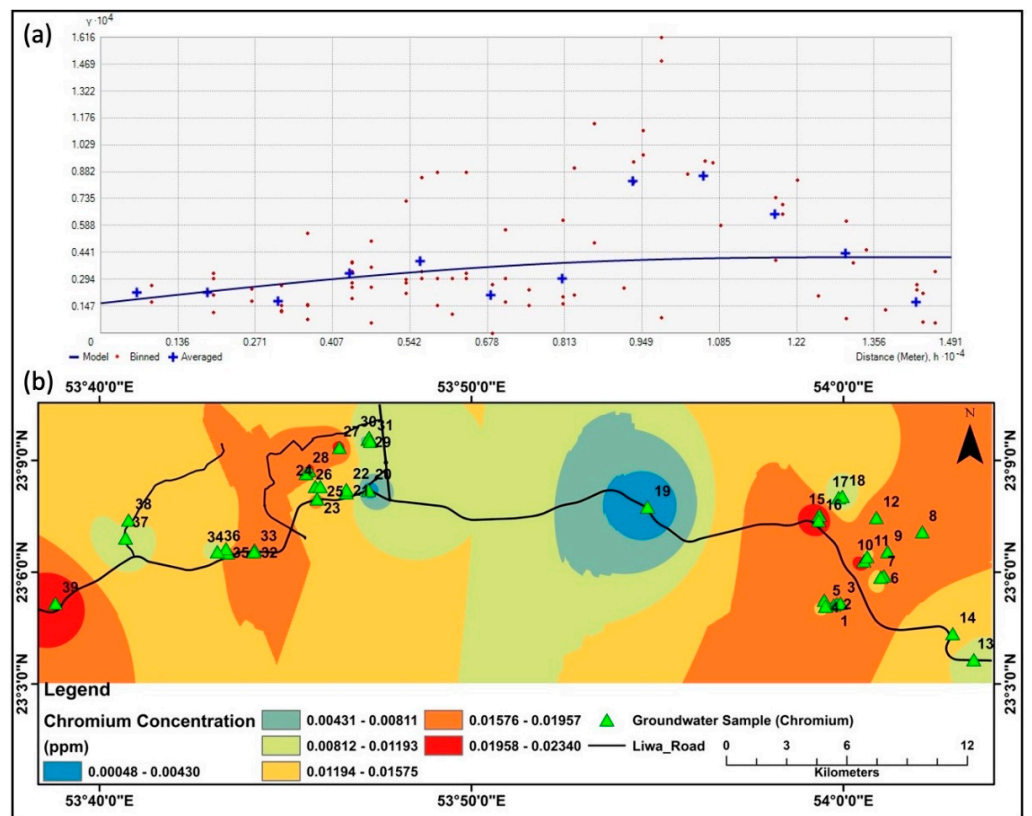 (a)
γ · 10⁴
1.616
1.469
1.322
1.176
1.029
0.882
0.735
0.588
0.441
0.294
0.147
0 0.136 0.271 0.407 0.542 0.678 0.813 0.949 1.085 1.22 1.356 1.491
Model Binned Averaged Distance (Meter), h · 10⁻⁴
(b)
53°40'0"E 53°50'0"E 54°0'0"E
N
23°9'0"N 23°9'0"N
30 31
27 29
28
24 26 22 20
25 21
23
17 18
19 15 16 12
38
37
33
34 36
35 32
8
9
10 11
7
6
39
5 3
4 2
1
14
13
23°6'0"N 23°6'0"N
23°3'0"N 23°3'0"N
Legend
Chromium Concentration
(ppm)
0.00048 - 0.00430
0.00431 - 0.00811
0.00812 - 0.01193
0.01194 - 0.01575
0.01576 - 0.01957
0.01958 - 0.02340
Groundwater Sample (Chromium)
Liwa_Road
0 3 6 12
Kilometers
53°40'0"E 53°50'0"E 54°0'0"E